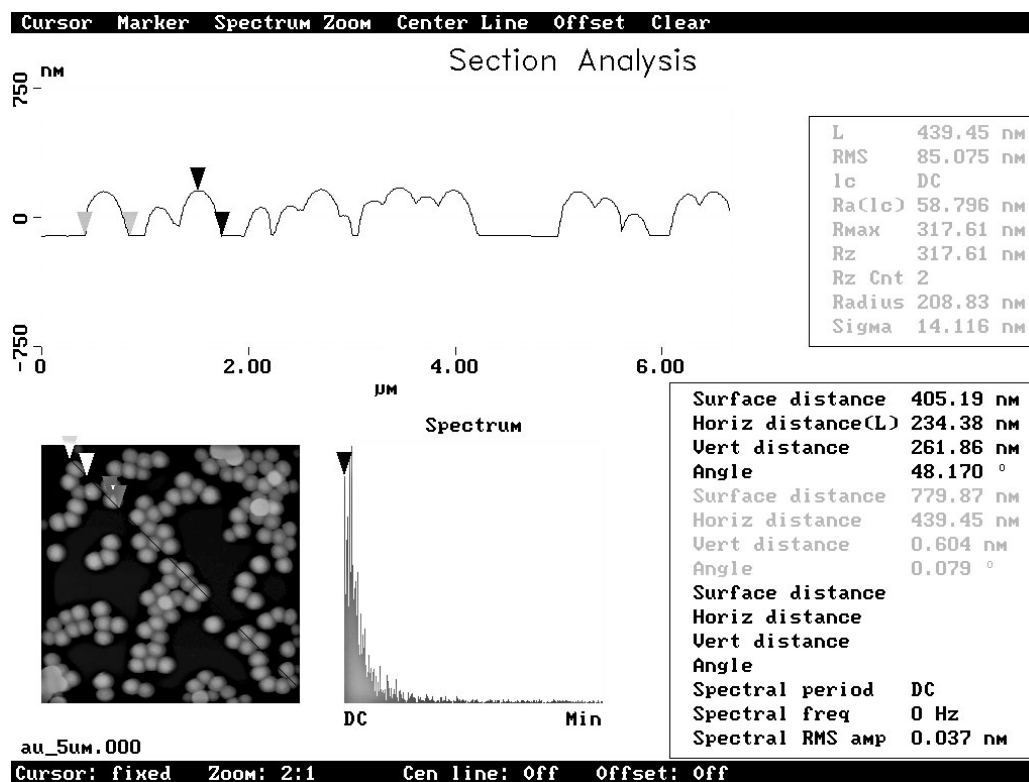 Cursor Marker Spectrum Zoom Center Line Offset Clear
Section Analysis
nM
750
0
-750
0 2.00 4.00 6.00
µM
L 439.45 nM
RMS 85.075 nM
lc DC
Ra(lc) 58.796 nM
Rmax 317.61 nM
Rz 317.61 nM
Rz Cnt 2
Radius 208.83 nM
Sigma 14.116 nM
Spectrum
DC Min
Surface distance 405.19 nM
Horiz distance(L) 234.38 nM
Vert distance 261.86 nM
Angle 48.170 °
Surface distance 779.87 nM
Horiz distance 439.45 nM
Vert distance 0.604 nM
Angle 0.079 °
Surface distance
Horiz distance
Vert distance
Angle
Spectral period DC
Spectral freq 0 Hz
Spectral RMS amp 0.037 nM
au_5uM.000
Cursor: fixed Zoom: 2:1 Cen line: Off Offset: Off